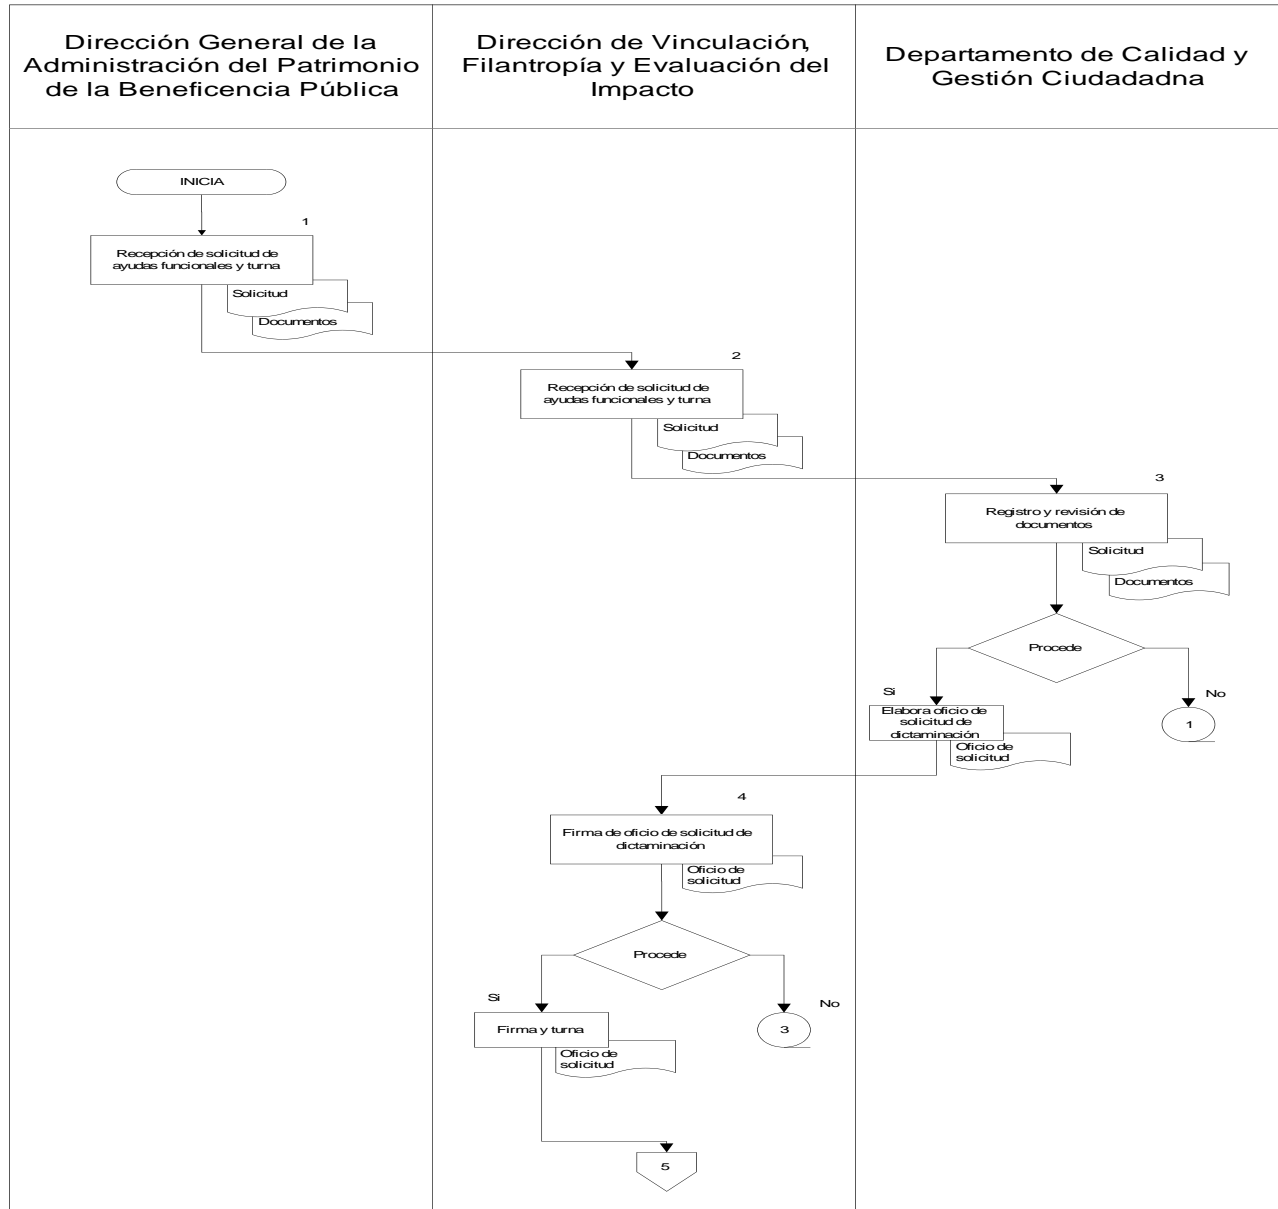 Dirección General de la
Administración del Patrimonio
de la Beneficencia Pública
Dirección de Vinculación,
Filantropía y Evaluación del
Impacto
Departamento de Calidad y
Gestión Ciudadadna
INICIA
1
Recepción de solicitud de
ayudas funcionales y turna
Solicitud
Documentos
2
Recepción de solicitud de
ayudas funcionales y turna
Solicitud
Documentos
3
Registro y revisión de
documentos
Solicitud
Documentos
Procede
Si
No
Elabora oficio de
solicitud de
dictaminación
1
Oficio de
solicitud
4
Firma de oficio de solicitud de
dictaminación
Oficio de
solicitud
Procede
Si
No
Firma y turna
3
Oficio de
solicitud
5